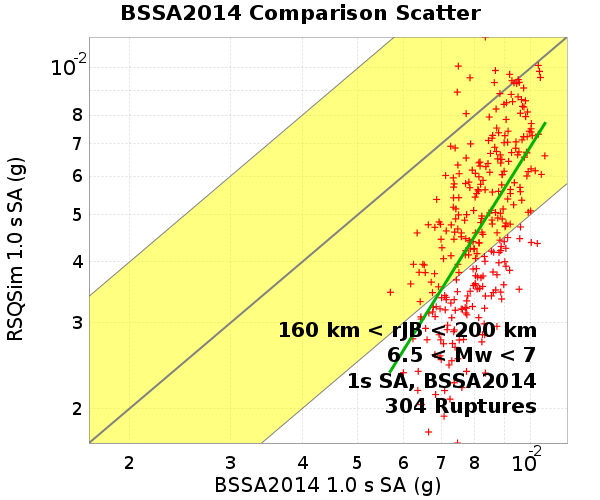 BSSA2014 Comparison Scatter
RSQSim 1.0 s SA (g)
10-2
8
7
6
5
4
3
2
160 km < rJB < 200 km
6.5 < Mw < 7
1s SA, BSSA2014
304 Ruptures
2 3 4 5 6 7 8 10-2
BSSA2014 1.0 s SA (g)